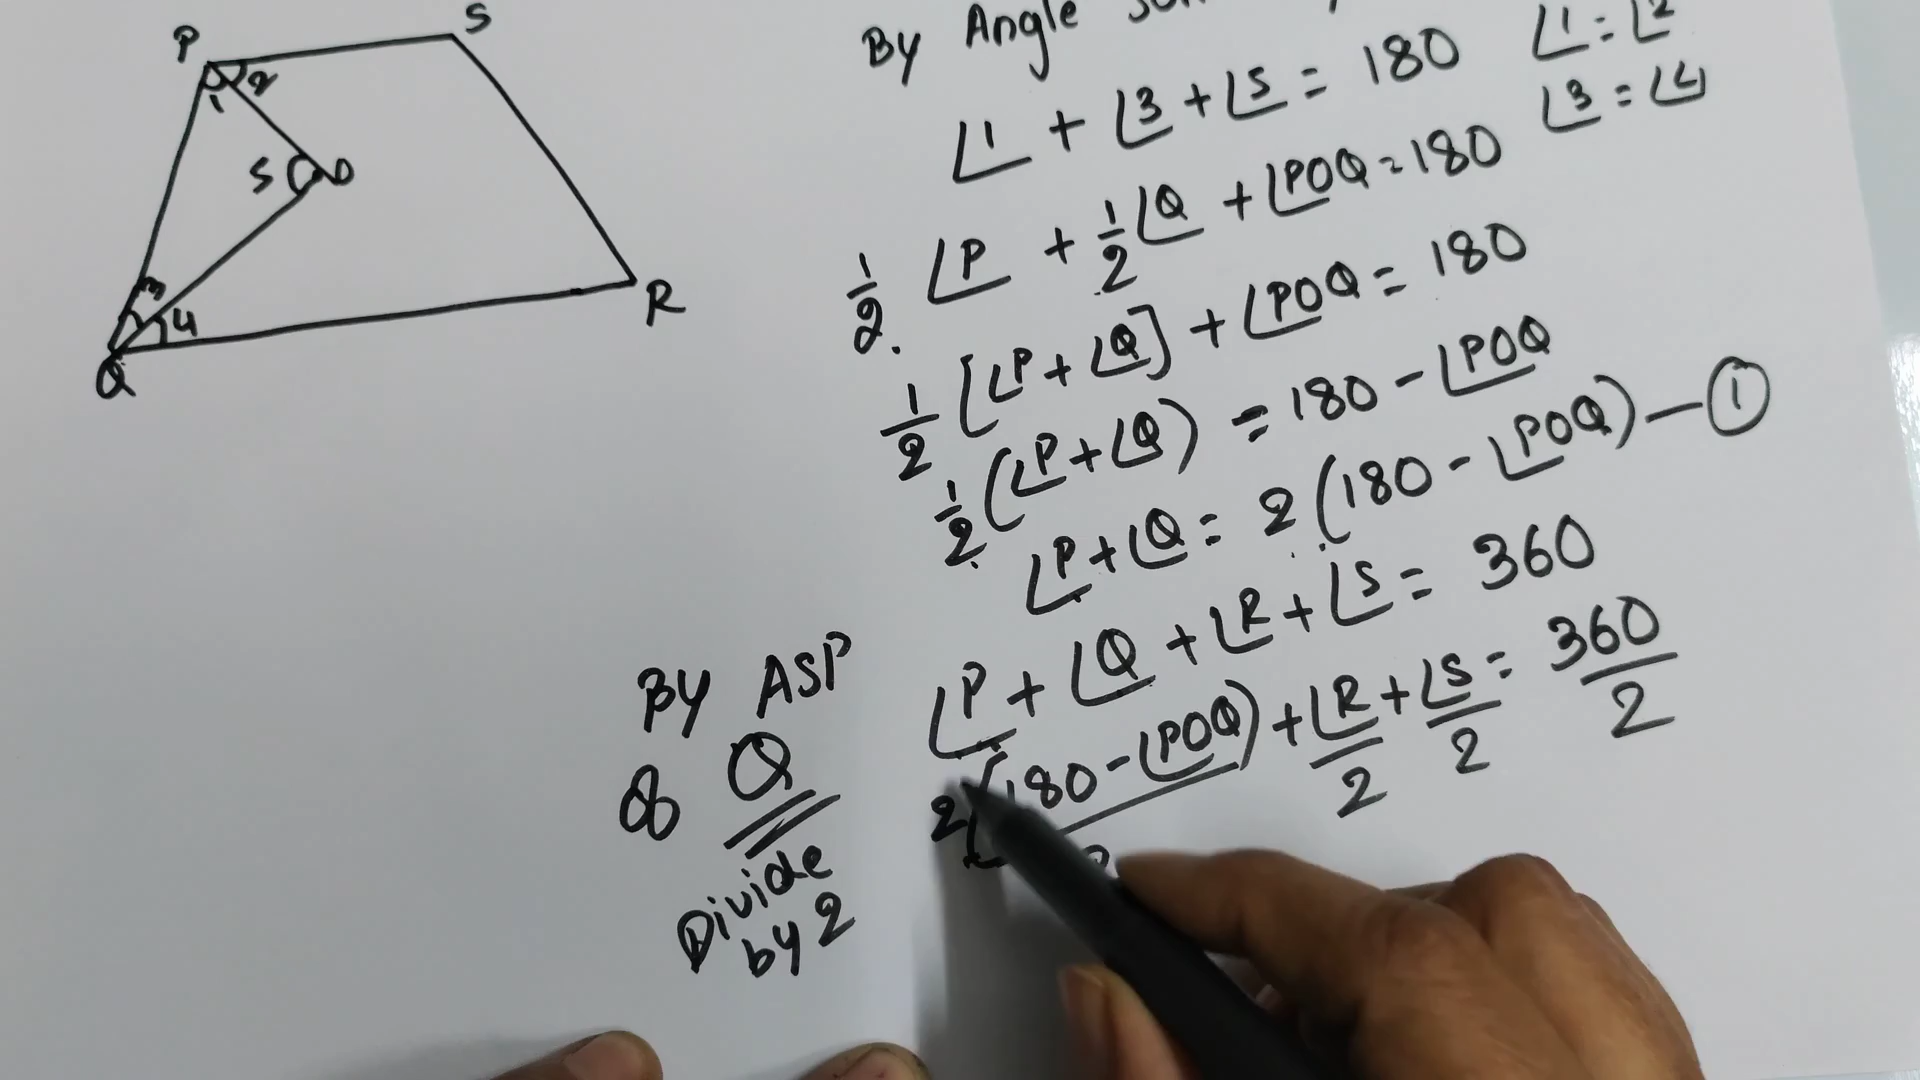 P
S
1
2
5
O
3
4
Q
R
By Angle
∠1 + ∠3 + ∠5 = 180
∠1 = ∠2
∠3 = ∠4
1/2 ∠P + 1/2 ∠Q + ∠POQ = 180
1/2 [∠P + ∠Q] + ∠POQ = 180
1/2 (∠P + ∠Q) = 180 - ∠POQ
∠P + ∠Q = 2 (180 - ∠POQ) — ①
By ASP
of Q
∠P + ∠Q + ∠R + ∠S = 360
2(180 - ∠POQ) + ∠R/2 + ∠S/2 = 360/2
Divide
by 2